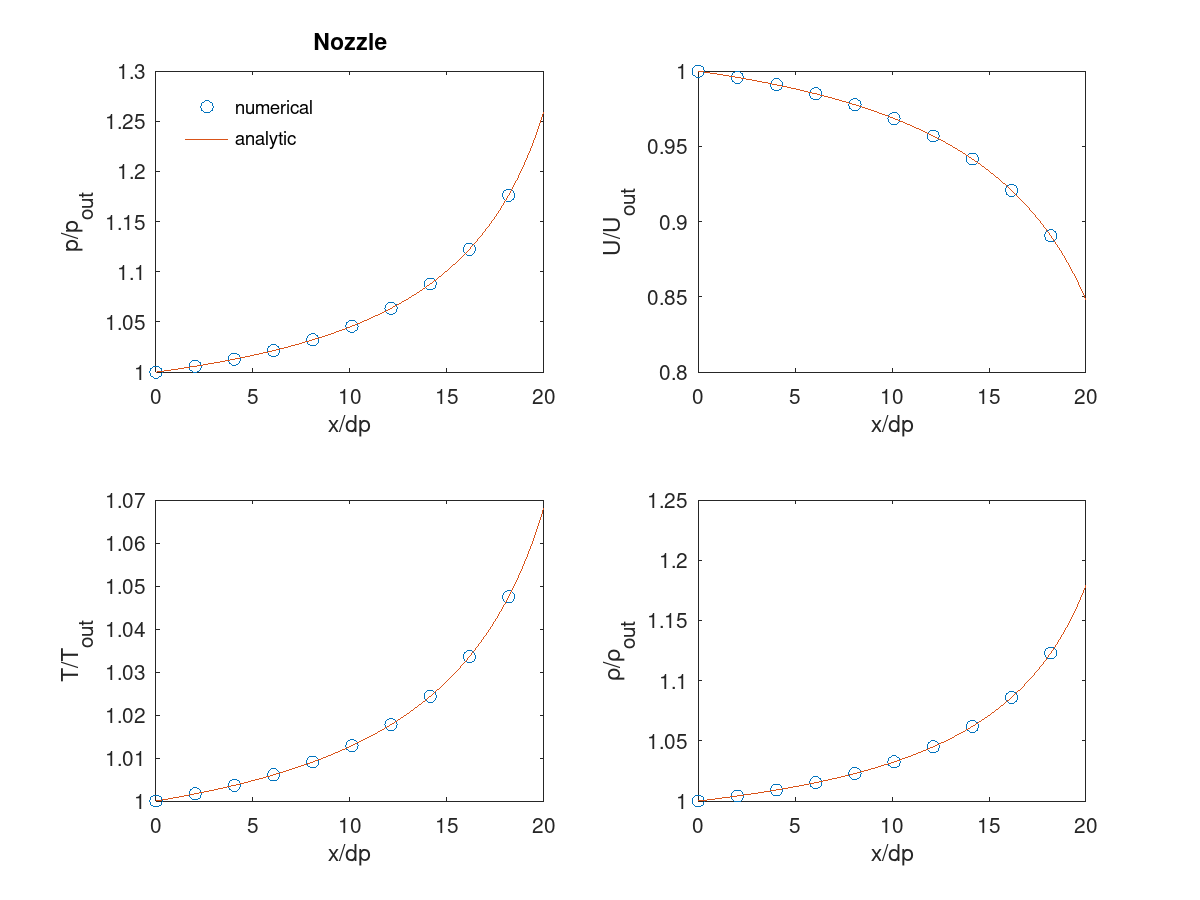 Nozzle
1.3
1.25
1.2
1.15
1.1
1.05
1
p/p_out
numerical
analytic
0 5 10 15 20
x/dp
1
0.95
0.9
0.85
0.8
U/U_out
0 5 10 15 20
x/dp
1.07
1.06
1.05
1.04
1.03
1.02
1.01
1
T/T_out
0 5 10 15 20
x/dp
1.25
1.2
1.15
1.1
1.05
1
ρ/ρ_out
0 5 10 15 20
x/dp